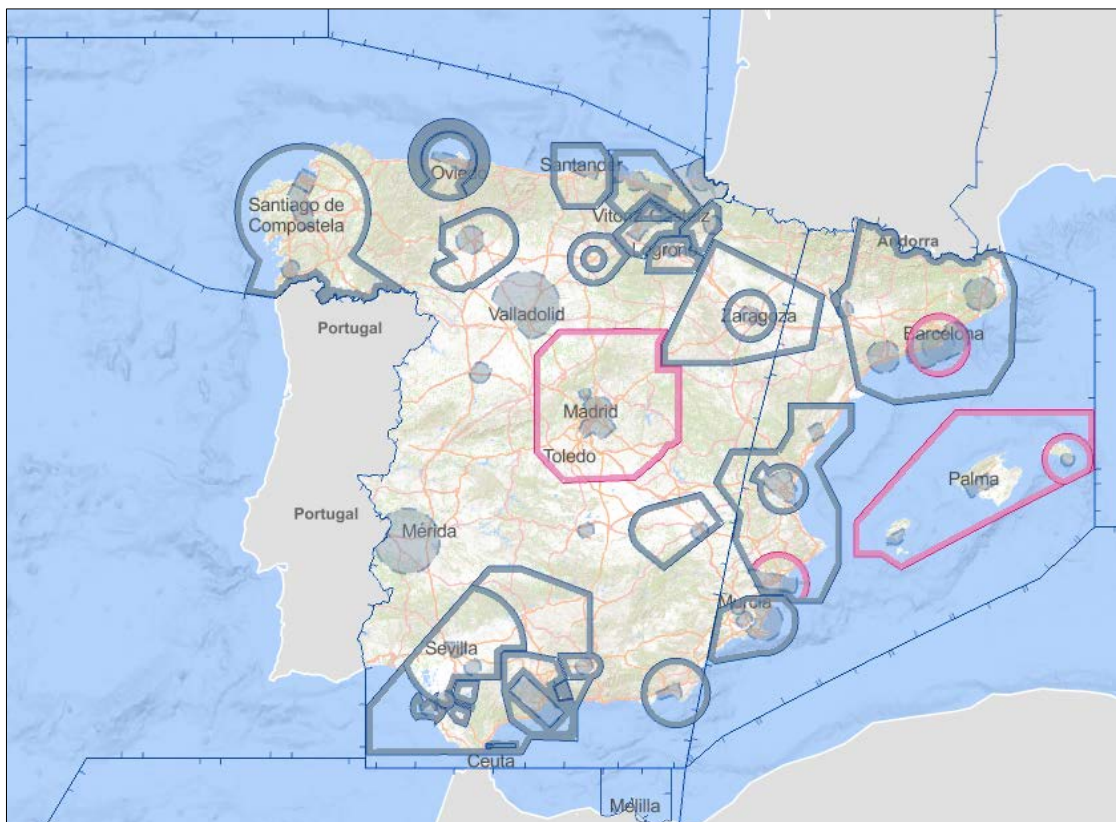 Santander
Oviedo
Santiago de
Compostela
Vitoria-Gasteiz
Logroño
Andorra
Valladolid
Zaragoza
Portugal
Barcelona
Madrid
Toledo
Palma
Portugal
Mérida
Murcia
Sevilla
Ceuta
Melilla